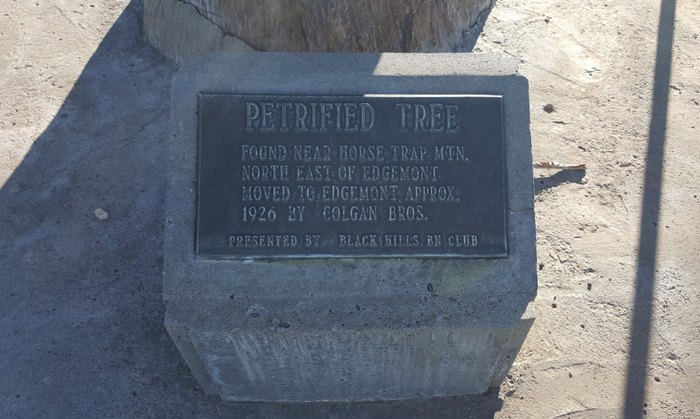 PETRIFIED TREE
FOUND NEAR HORSE TRAP MTN.
NORTH EAST OF EDGEMONT
MOVED TO EDGEMONT APPROX.
1926 BY COLGAN BROS.
PRESENTED BY BLACK HILLS BN CLUB